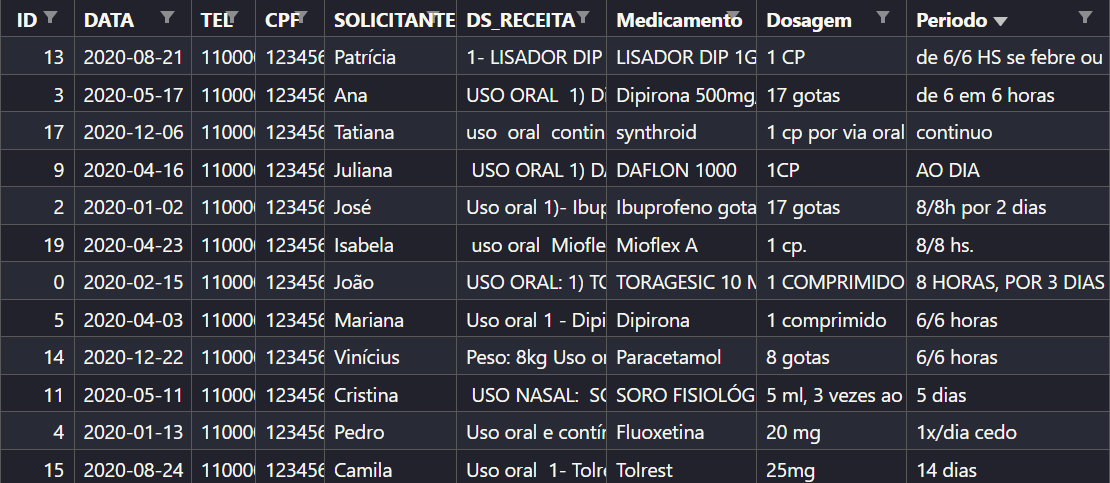 ID DATA TEL CPF SOLICITANTE DS_RECEITA Medicamento Dosagem Periodo
13 2020-08-21 11000 123456 Patrícia 1- LISADOR DIP LISADOR DIP 1G 1 CP de 6/6 HS se febre ou
3 2020-05-17 11000 123456 Ana USO ORAL 1) Di Dipirona 500mg, 17 gotas de 6 em 6 horas
17 2020-12-06 11000 123456 Tatiana uso oral contin synthroid 1 cp por via oral continuo
9 2020-04-16 11000 123456 Juliana USO ORAL 1) DA DAFLON 1000 1CP AO DIA
2 2020-01-02 11000 123456 José Uso oral 1)- Ibup Ibuprofeno gota 17 gotas 8/8h por 2 dias
19 2020-04-23 11000 123456 Isabela uso oral Miofle Mioflex A 1 cp. 8/8 hs.
0 2020-02-15 11000 123456 João USO ORAL: 1) TO TORAGESIC 10 M 1 COMPRIMIDO 8 HORAS, POR 3 DIAS
5 2020-04-03 11000 123456 Mariana Uso oral 1 - Dipi Dipirona 1 comprimido 6/6 horas
14 2020-12-22 11000 123456 Vinícius Peso: 8kg Uso or Paracetamol 8 gotas 6/6 horas
11 2020-05-11 11000 123456 Cristina USO NASAL: SO SORO FISIOLÓG 5 ml, 3 vezes ao 5 dias
4 2020-01-13 11000 123456 Pedro Uso oral e contín Fluoxetina 20 mg 1x/dia cedo
15 2020-08-24 11000 123456 Camila Uso oral 1- Tolre Tolrest 25mg 14 dias